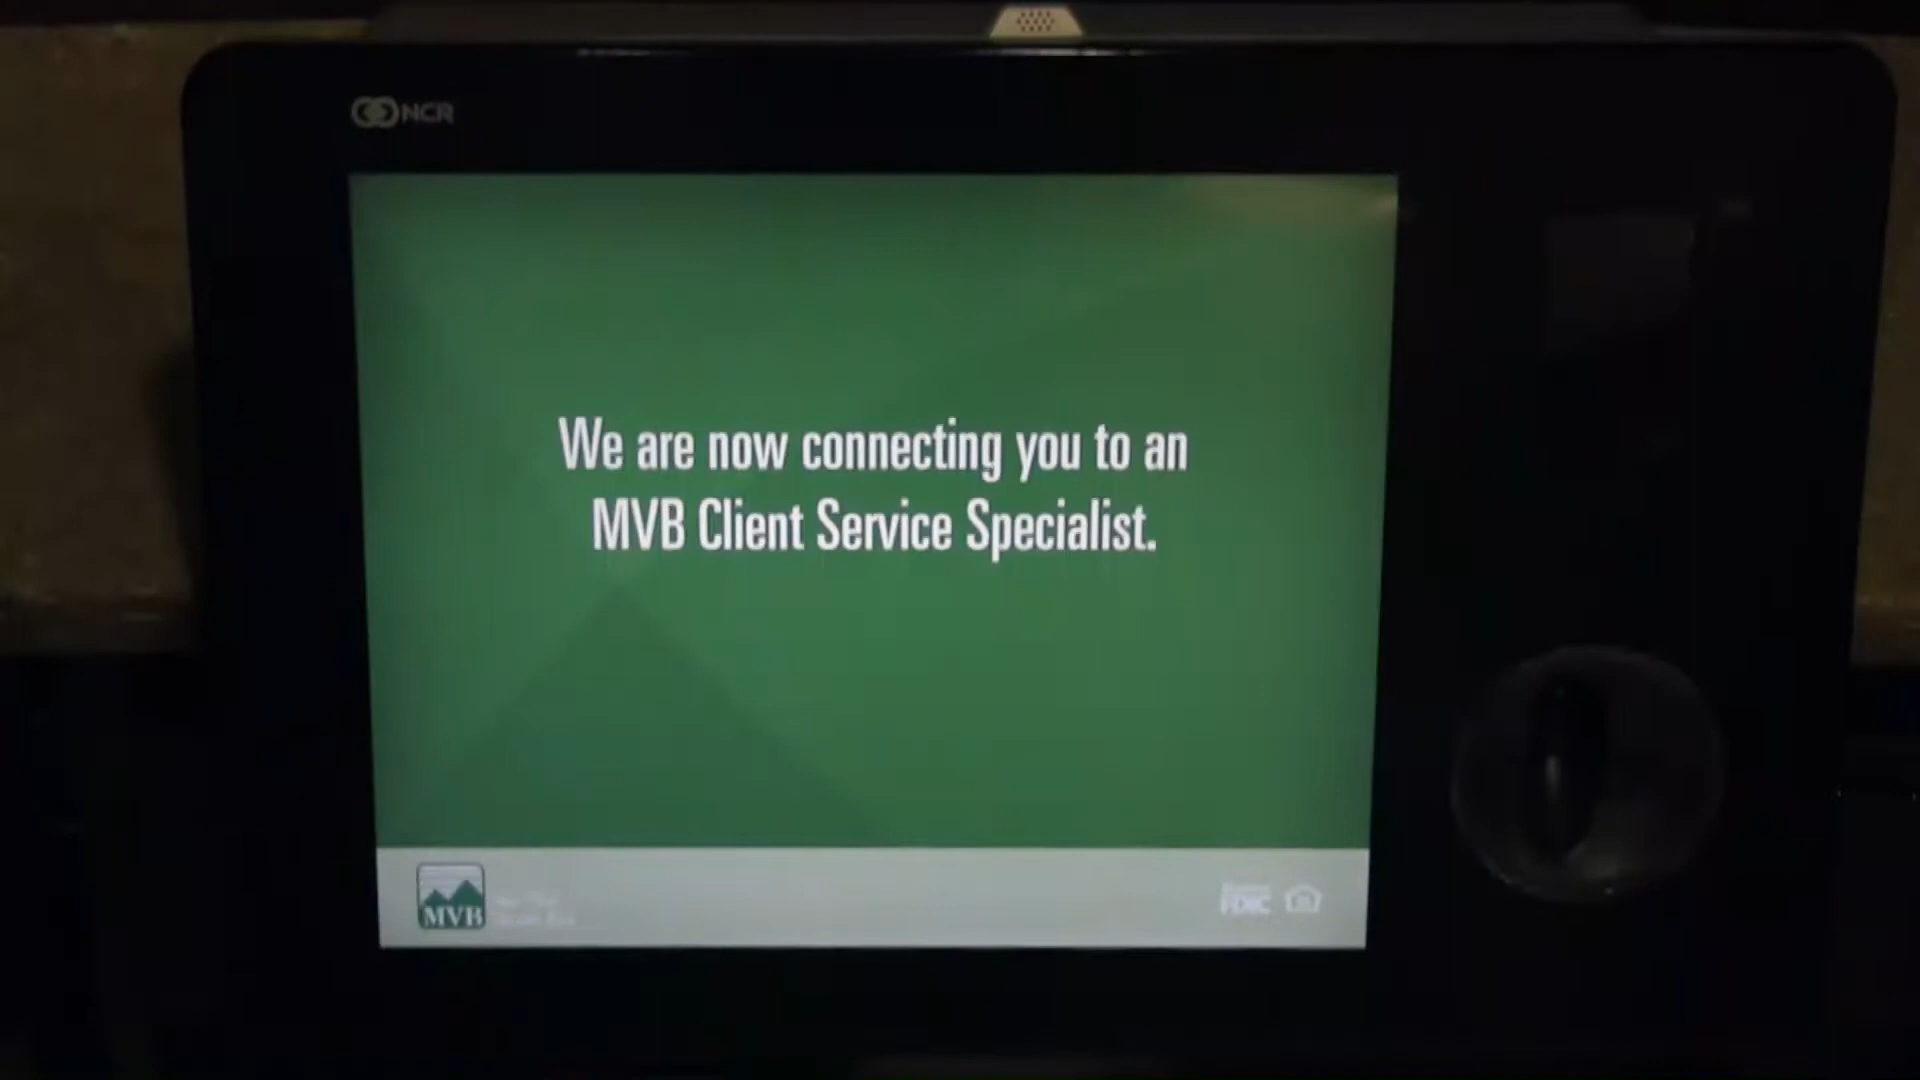 NCR
We are now connecting you to an
MVB Client Service Specialist.
MVB
FDIC